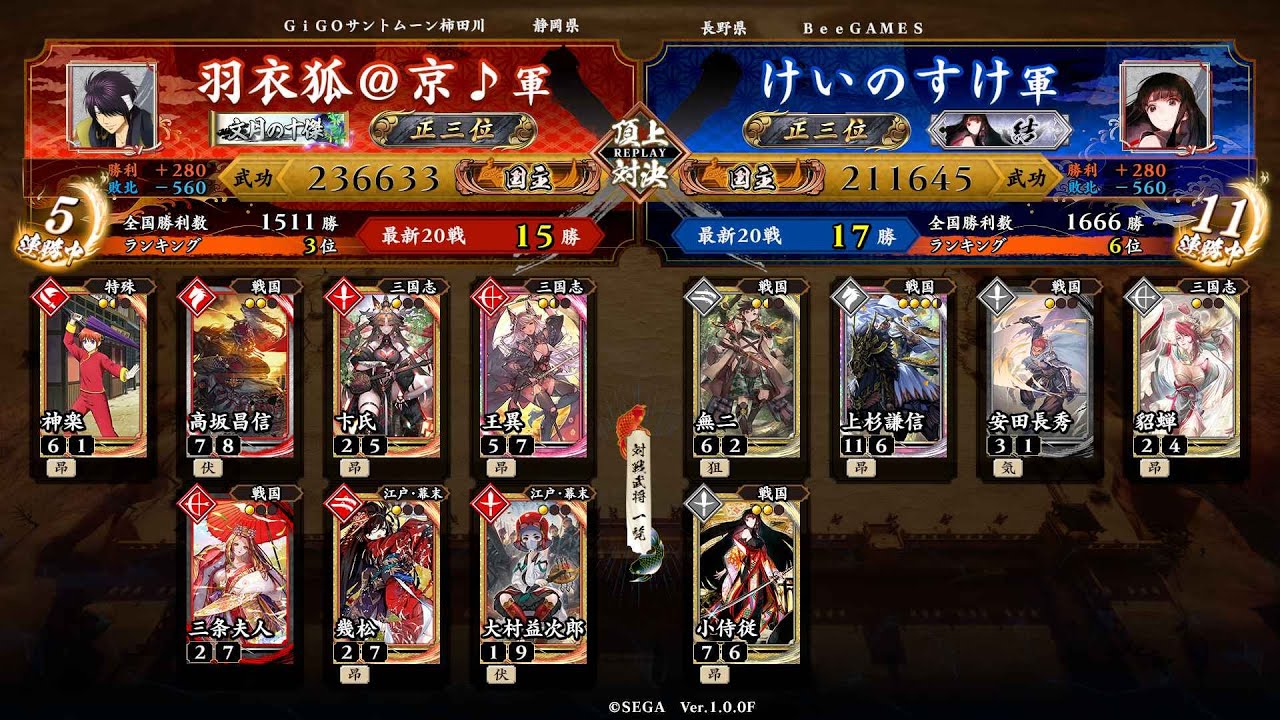 GiGOサントムーン柿田川 静岡県
長野県 BeeGAMES
羽衣狐@京♪軍
けいのすけ軍
文月の十傑 正三位
正三位 結
頂上
REPLAY
対決
勝利 +280
敗北 -560
武功 236633 国主
国主 211645 武功
勝利 +280
敗北 -560
5
連勝中
全国勝利数 1511勝
ランキング 3位
最新20戦 15勝
最新20戦 17勝
全国勝利数 1666勝
ランキング 6位
11
連勝中
特殊
神楽
6 1
昂
戦国
高坂昌信
7 8
伏
三国志
卞氏
2 5
昂
三国志
王異
5 7
昂
戦国
無二
6 2
狙
戦国
上杉謙信
11 6
昂
戦国
安田長秀
3 1
気
三国志
貂蝉
2 4
昂
戦国
三条夫人
2 7
江戸・幕末
幾松
2 7
昂
江戸・幕末
大村益次郎
1 9
伏
対戦武将一覧
戦国
小侍従
7 6
昂
©SEGA Ver.1.0.0F